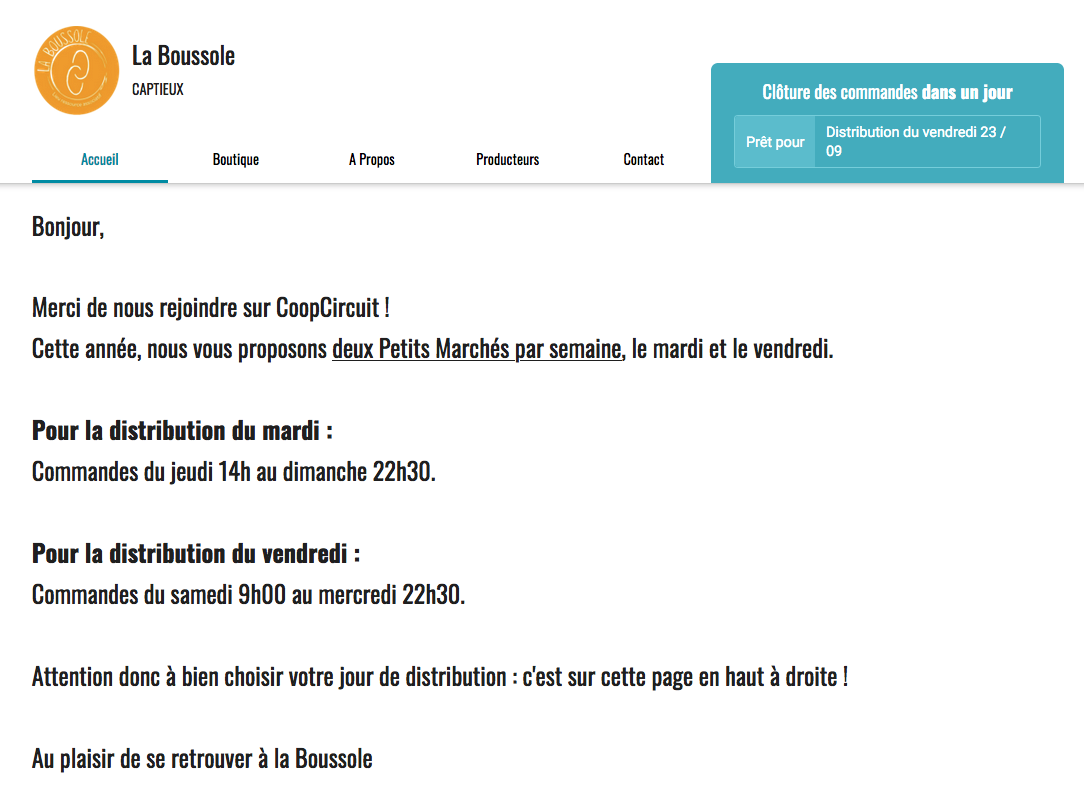 LA BOUSSOLE
La Boussole
CAPTIEUX
Clôture des commandes dans un jour
Prêt pour
Distribution du vendredi 23 /
09
Accueil
Boutique
A Propos
Producteurs
Contact
Bonjour,
Merci de nous rejoindre sur CoopCircuit !
Cette année, nous vous proposons deux Petits Marchés par semaine, le mardi et le vendredi.
Pour la distribution du mardi :
Commandes du jeudi 14h au dimanche 22h30.
Pour la distribution du vendredi :
Commandes du samedi 9h00 au mercredi 22h30.
Attention donc à bien choisir votre jour de distribution : c'est sur cette page en haut à droite !
Au plaisir de se retrouver à la Boussole